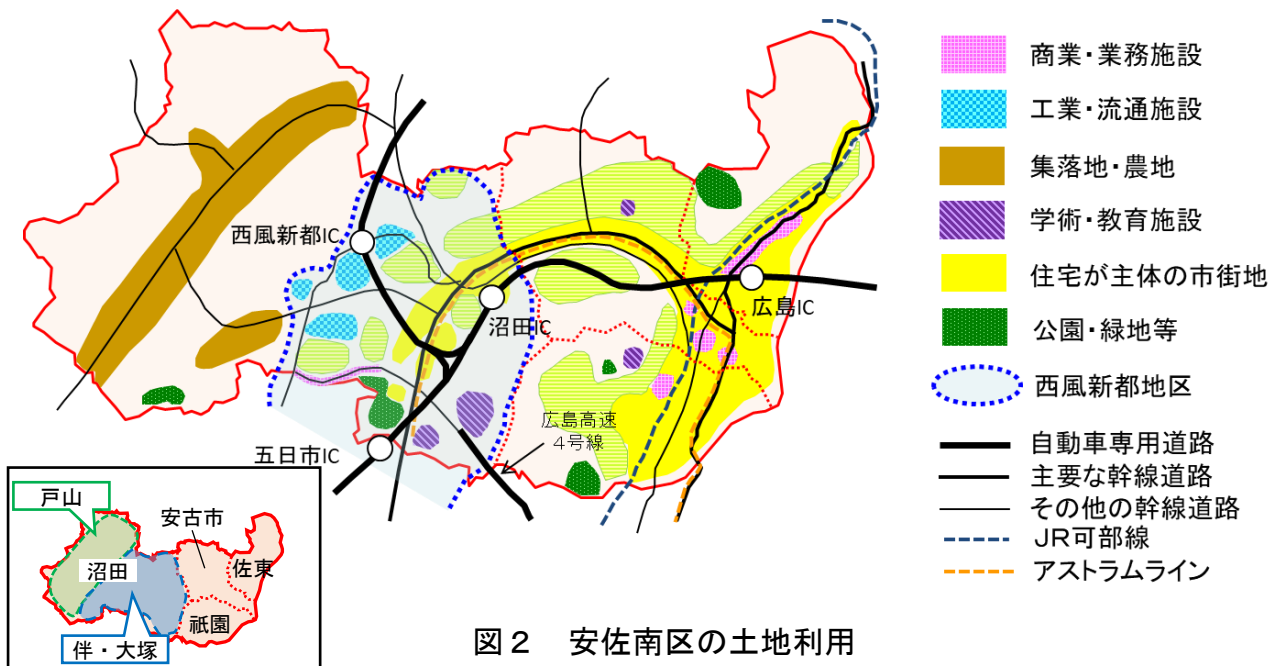 西風新都IC
沼田IC
広島IC
広島高速
4号線
五日市IC
商業・業務施設
工業・流通施設
集落地・農地
学術・教育施設
住宅が主体の市街地
公園・緑地等
西風新都地区
自動車専用道路
主要な幹線道路
その他の幹線道路
JR可部線
アストラムライン
戸山
安古市
沼田
佐東
祇園
伴・大塚
図2 安佐南区の土地利用